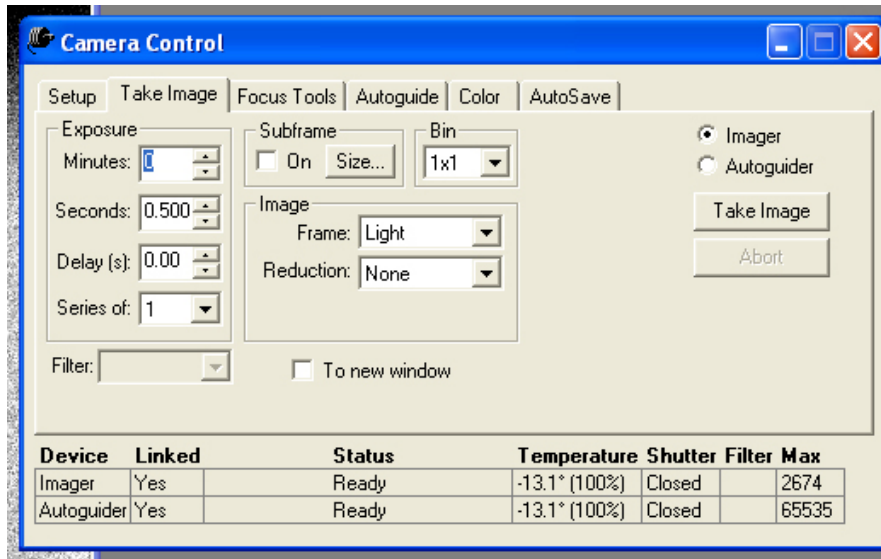 Camera Control
Setup Take Image Focus Tools Autoguide Color AutoSave
Exposure Subframe Bin
Minutes: 0 On Size... 1x1 Imager
Autoguider
Seconds: 0.500 Image Take Image
Frame: Light
Delay (s): 0.00 Abort
Reduction: None
Series of: 1
Filter: To new window
Device Linked Status Temperature Shutter Filter Max
Imager Yes Ready -13.1° (100%) Closed 2674
Autoguider Yes Ready -13.1° (100%) Closed 65535